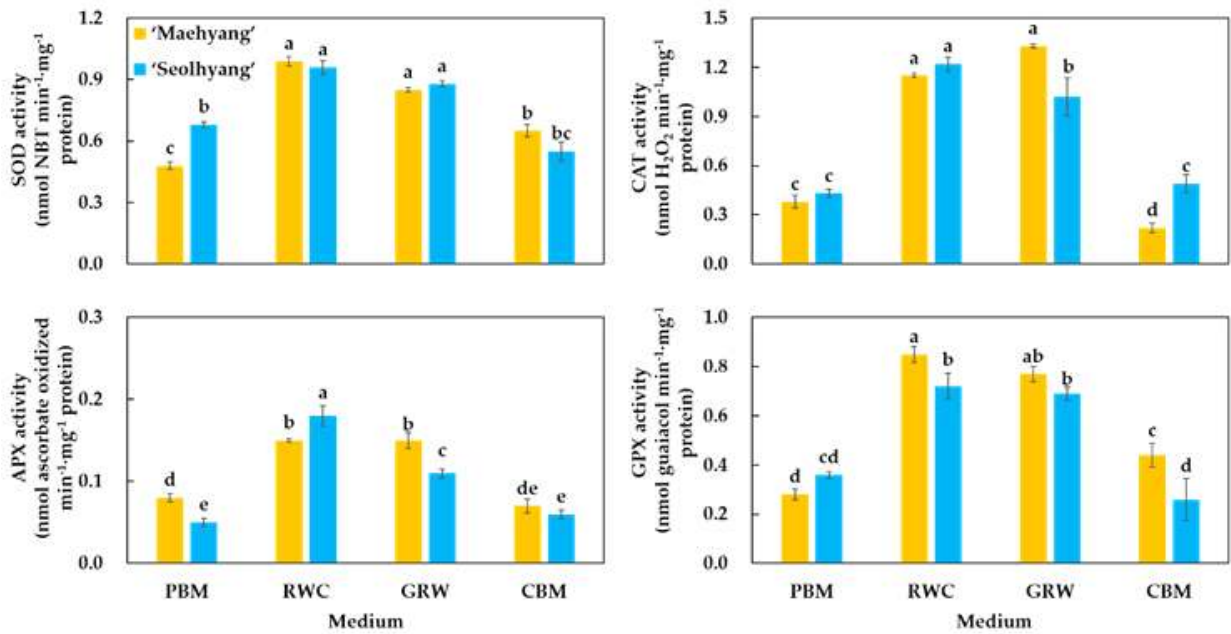 SOD activity
(nmol NBT min⁻¹·mg⁻¹
protein)
1.2
0.9
0.6
0.3
0.0
'Maehyang'
'Seolhyang'
c
b
a
a
a
a
b
bc
CAT activity
(nmol H₂O₂ min⁻¹·mg⁻¹
protein)
1.5
1.2
0.9
0.6
0.3
0.0
c
c
a
a
a
b
d
c
APX activity
(nmol ascorbate oxidized
min⁻¹·mg⁻¹ protein)
0.3
0.2
0.1
0.0
d
e
b
a
b
c
de
e
PBM
RWC
GRW
CBM
Medium
GPX activity
(nmol guaiacol min⁻¹·mg⁻¹
protein)
1.0
0.8
0.6
0.4
0.2
0.0
d
cd
a
b
ab
b
c
d
PBM
RWC
GRW
CBM
Medium